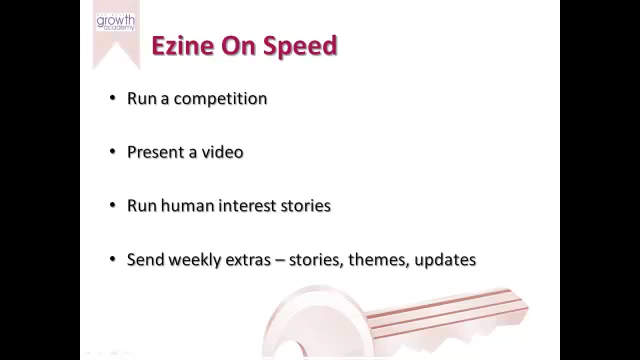 growth
academy
Ezine On Speed
• Run a competition
• Present a video
• Run human interest stories
• Send weekly extras – stories, themes, updates